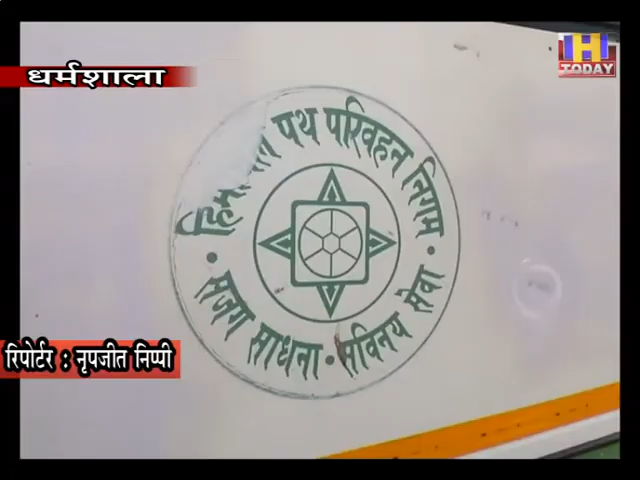 H
TODAY
धर्मशाला
पथ परिवहन निगम
सजग साधना • सविनय सेवा
रिपोर्टर : नृपजीत निप्पी